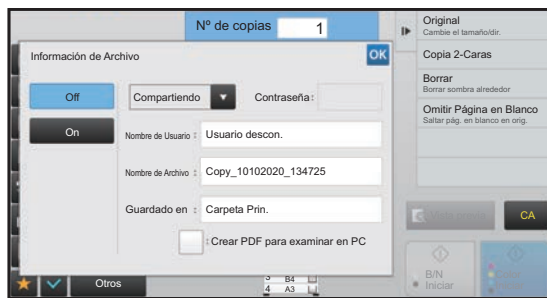 Nº de copias 1
Información de Archivo
OK
Off
On
Compartiendo
Contraseña :
Nombre de Usuario : Usuario descon.
Nombre de Archivo : Copy_10102020_134725
Guardado en : Carpeta Prin.
: Crear PDF para examinar en PC
Otros
3 B4
4 A3
Original
Cambie el tamaño/dir.
Copia 2-Caras
Borrar
Borrar sombra alrededor
Omitir Página en Blanco
Saltar pág. en blanco en orig.
CA
B/N
Iniciar